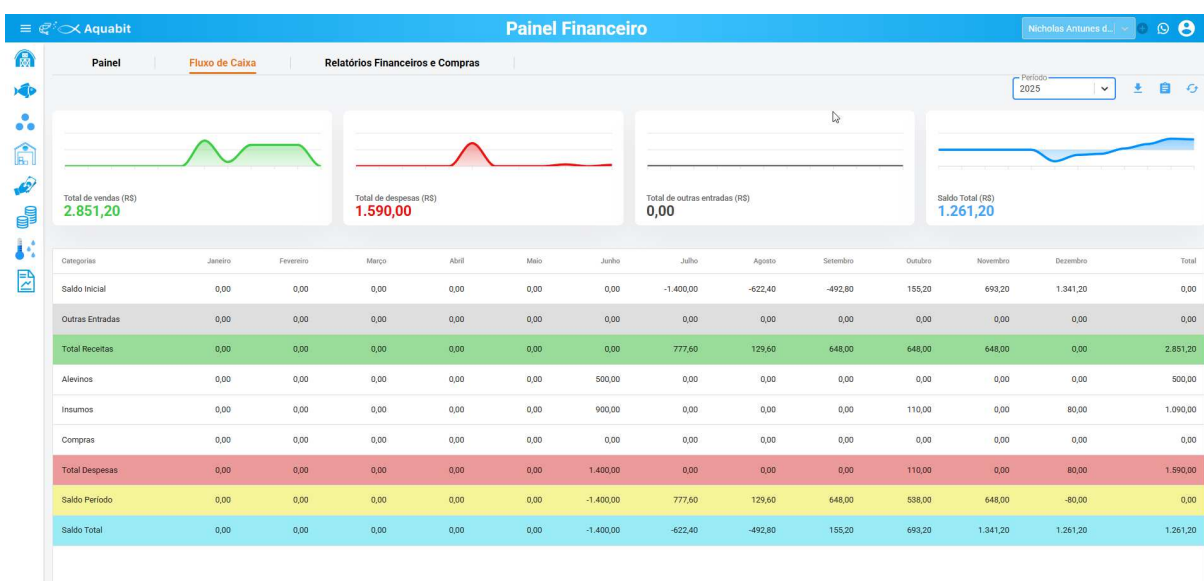 Aquabit
Painel Financeiro
Nicholas Antunes d...
Painel
Fluxo de Caixa
Relatórios Financeiros e Compras
Período
2025
Total de vendas (R$)
2.851,20
Total de despesas (R$)
1.590,00
Total de outras entradas (R$)
0,00
Saldo Total (R$)
1.261,20
Categorias Janeiro Fevereiro Março Abril Maio Junho Julho Agosto Setembro Outubro Novembro Dezembro Total
Saldo Inicial 0,00 0,00 0,00 0,00 0,00 0,00 -1.400,00 -622,40 -492,80 155,20 693,20 1.341,20 0,00
Outras Entradas 0,00 0,00 0,00 0,00 0,00 0,00 0,00 0,00 0,00 0,00 0,00 0,00 0,00
Total Receitas 0,00 0,00 0,00 0,00 0,00 0,00 777,60 129,60 648,00 648,00 648,00 0,00 2.851,20
Alevinos 0,00 0,00 0,00 0,00 0,00 500,00 0,00 0,00 0,00 0,00 0,00 0,00 500,00
Insumos 0,00 0,00 0,00 0,00 0,00 900,00 0,00 0,00 0,00 110,00 0,00 80,00 1.090,00
Compras 0,00 0,00 0,00 0,00 0,00 0,00 0,00 0,00 0,00 0,00 0,00 0,00 0,00
Total Despesas 0,00 0,00 0,00 0,00 0,00 1.400,00 0,00 0,00 0,00 110,00 0,00 80,00 1.590,00
Saldo Período 0,00 0,00 0,00 0,00 0,00 -1.400,00 777,60 129,60 648,00 538,00 648,00 -80,00 0,00
Saldo Total 0,00 0,00 0,00 0,00 0,00 -1.400,00 -622,40 -492,80 155,20 693,20 1.341,20 1.261,20 1.261,20